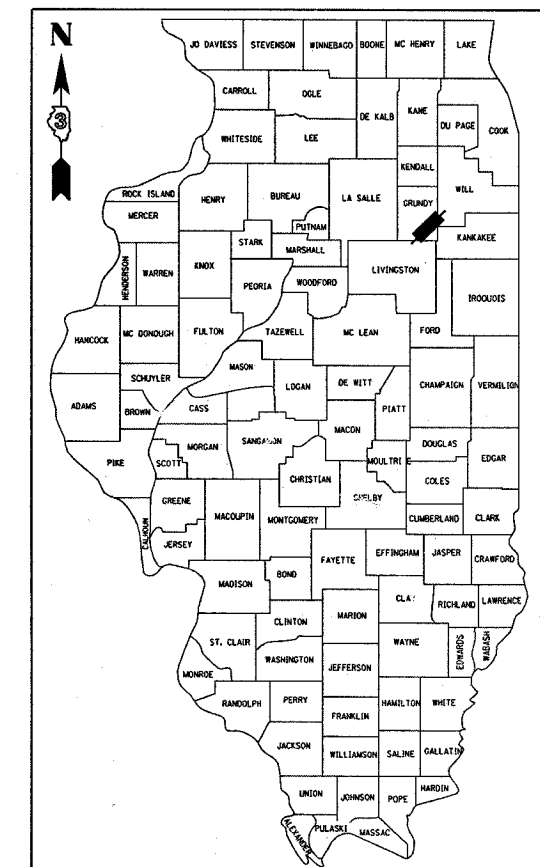 N
3
JO DAVIESS STEVENSON WINNEBAGO BOONE MC HENRY LAKE
CARROLL OGLE DE KALB KANE DU PAGE COOK
WHITESIDE LEE
KENDALL WILL
ROCK ISLAND HENRY BUREAU LA SALLE GRUNDY
MERCER PUTNAM KANKAKEE
STARK MARSHALL
HENDERSON WARREN KNOX LIVINGSTON
PEORIA WOODFORD IROQUOIS
HANCOCK MC DONOUGH FULTON TAZEWELL MC LEAN FORD
MASON
SCHUYLER DE WITT CHAMPAIGN VERMILION
ADAMS LOGAN PIATT
BROWN CASS
MACON
MORGAN SANGAMON DOUGLAS
PIKE SCOTT MOULTRIE EDGAR
CHRISTIAN COLES
GREENE SHELBY
CALHOUN MACOUPIN MONTGOMERY CUMBERLAND CLARK
JERSEY
FAYETTE EFFINGHAM JASPER CRAWFORD
MADISON BOND
CLAY RICHLAND LAWRENCE
CLINTON MARION
ST. CLAIR WAYNE EDWARDS WABASH
WASHINGTON JEFFERSON
MONROE
RANDOLPH PERRY HAMILTON WHITE
FRANKLIN
JACKSON WILLIAMSON SALINE GALLATIN
UNION JOHNSON POPE HARDIN
ALEXANDER PULASKI MASSAC